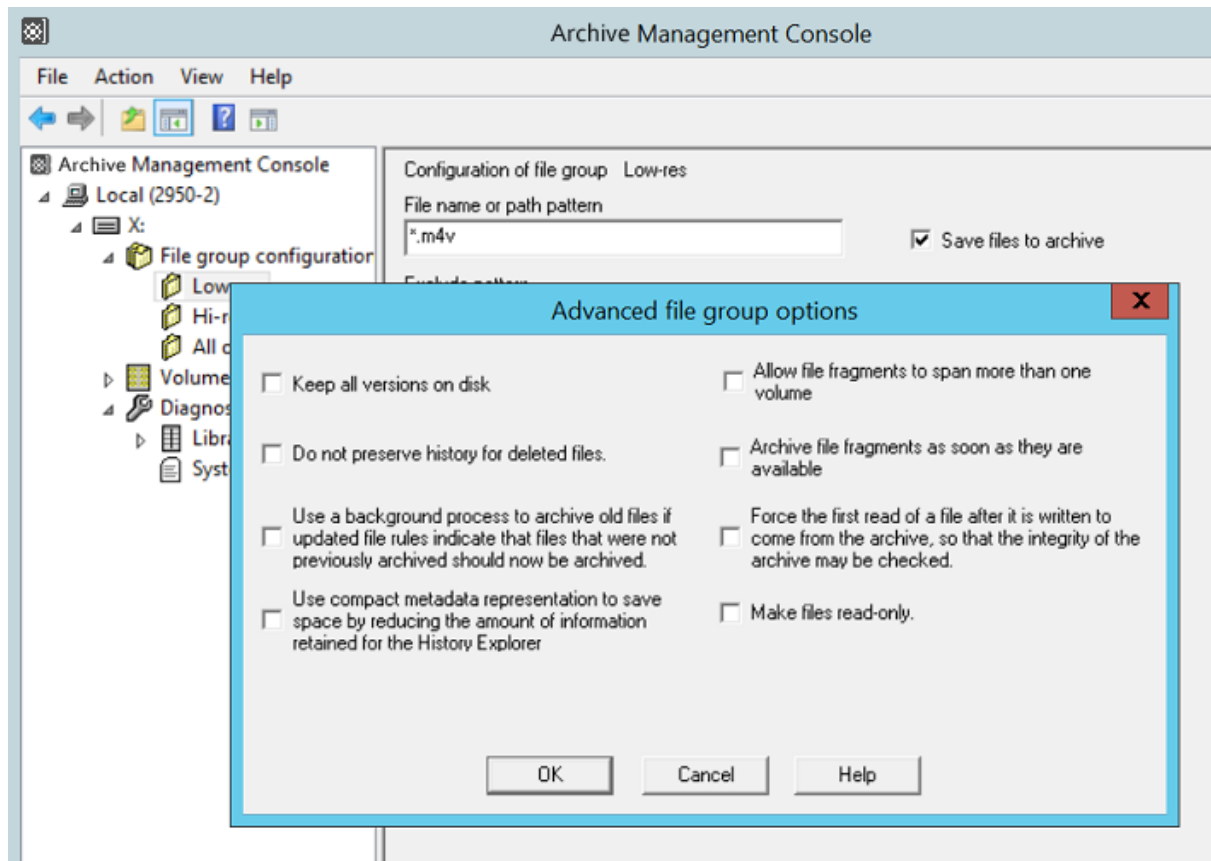 Archive Management Console
File Action View Help
Archive Management Console
Local (2950-2)
X:
File group configuration
Low
Hi-r
All
Volume
Diagnos
Libr
Syst
Configuration of file group Low-res
File name or path pattern
*.m4v
Save files to archive
Advanced file group options
X
Keep all versions on disk
Do not preserve history for deleted files.
Use a background process to archive old files if
updated file rules indicate that files that were not
previously archived should now be archived.
Use compact metadata representation to save
space by reducing the amount of information
retained for the History Explorer
Allow file fragments to span more than one
volume
Archive file fragments as soon as they are
available
Force the first read of a file after it is written to
come from the archive, so that the integrity of the
archive may be checked.
Make files read-only.
OK Cancel Help